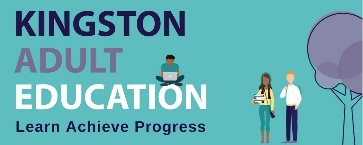 KINGSTON
ADULT
EDUCATION
Learn Achieve Progress